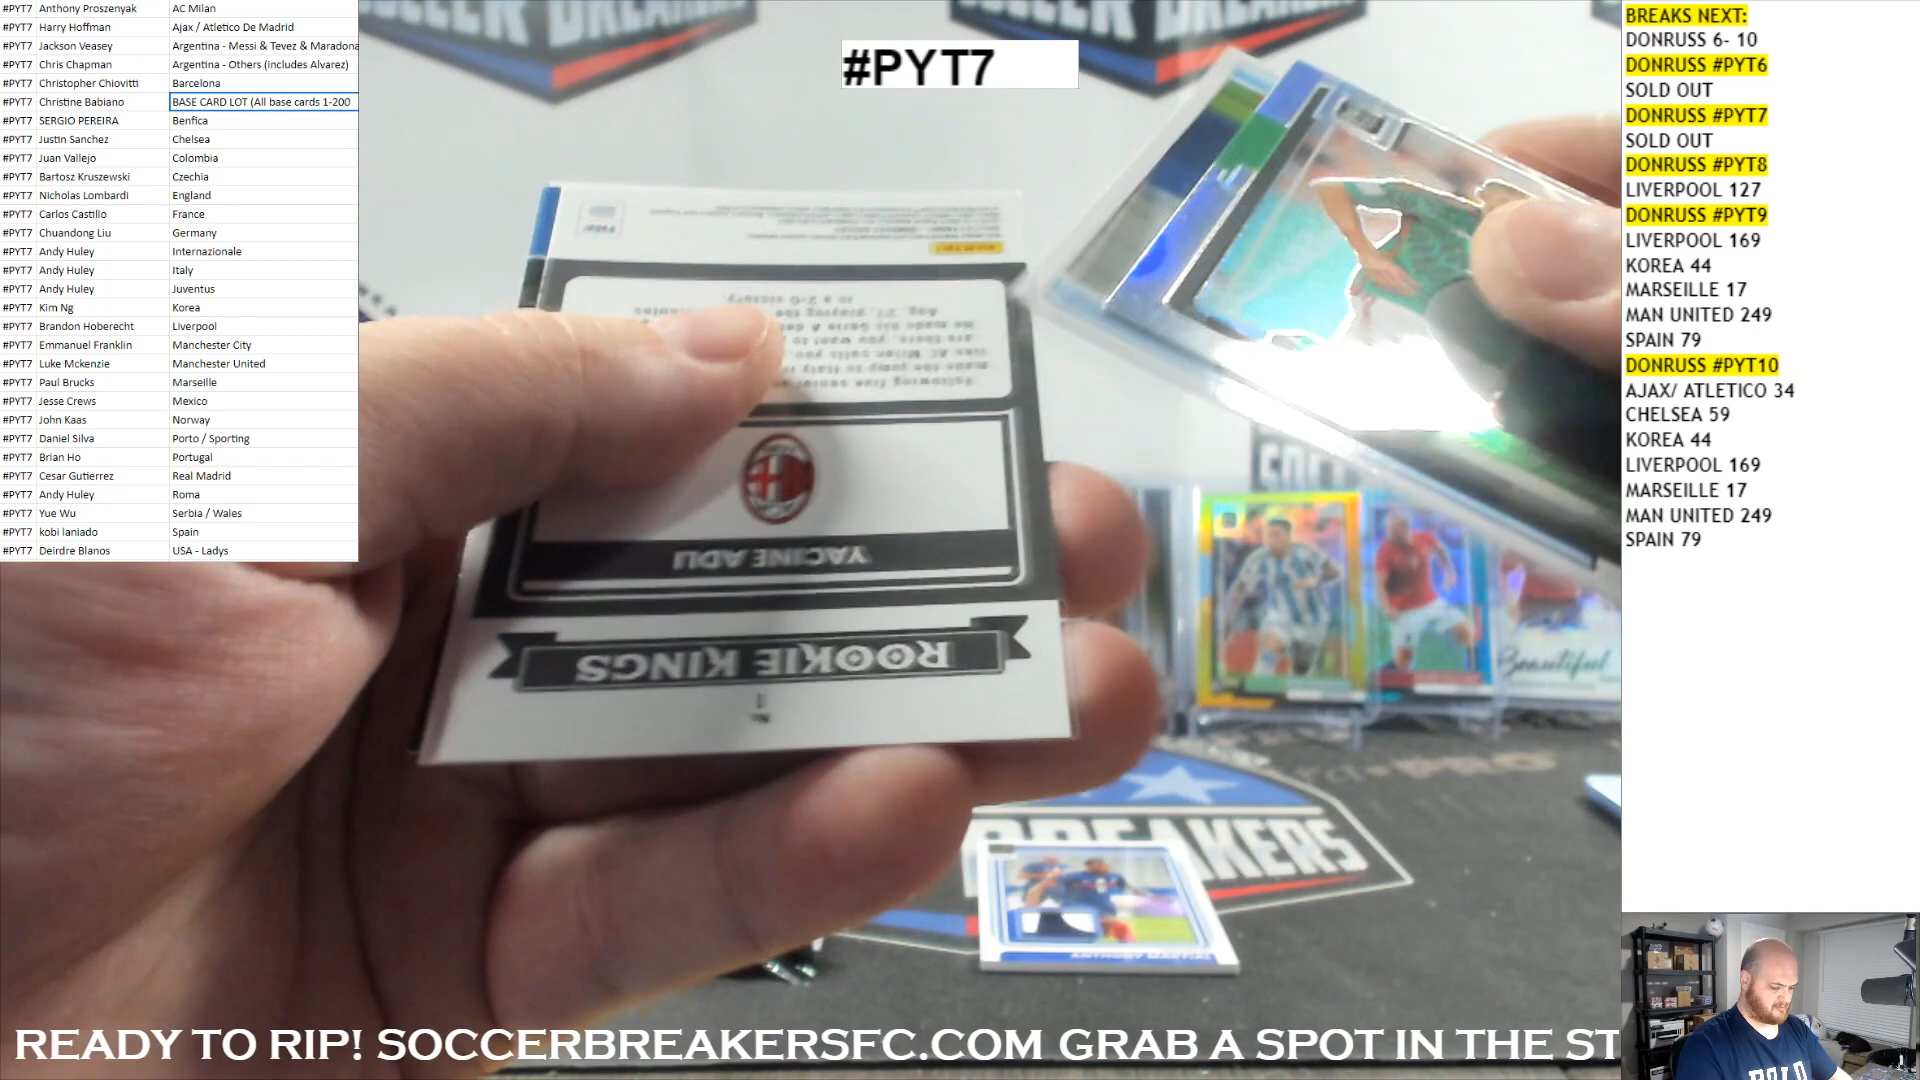 #PYT7 Anthony Proszenyak AC Milan
#PYT7 Harry Hoffman Ajax / Atletico De Madrid
#PYT7 Jackson Veasey Argentina - Messi & Tevez & Maradona
#PYT7 Chris Chapman Argentina - Others (includes Alvarez)
#PYT7 Christopher Chiovitti Barcelona
#PYT7 Christine Babiano BASE CARD LOT (All base cards 1-200
#PYT7 SERGIO PEREIRA Benfica
#PYT7 Justin Sanchez Chelsea
#PYT7 Juan Vallejo Colombia
#PYT7 Bartosz Kruszewski Czechia
#PYT7 Nicholas Lombardi England
#PYT7 Carlos Castillo France
#PYT7 Chuandong Liu Germany
#PYT7 Andy Huley Internazionale
#PYT7 Andy Huley Italy
#PYT7 Andy Huley Juventus
#PYT7 Kim Ng Korea
#PYT7 Brandon Hoberecht Liverpool
#PYT7 Emmanuel Franklin Manchester City
#PYT7 Luke Mckenzie Manchester United
#PYT7 Paul Brucks Marseille
#PYT7 Jesse Crews Mexico
#PYT7 John Kaas Norway
#PYT7 Daniel Silva Porto / Sporting
#PYT7 Brian Ho Portugal
#PYT7 Cesar Gutierrez Real Madrid
#PYT7 Andy Huley Roma
#PYT7 Yue Wu Serbia / Wales
#PYT7 kobi laniado Spain
#PYT7 Deirdre Blanos USA - Ladys
#PYT7
SOCCER BREAKERS
YACINE ADLI
ROOKIE KINGS
No.
1
Beautiful
BREAKERS
BREAKS NEXT:
DONRUSS 6- 10
DONRUSS #PYT6
SOLD OUT
DONRUSS #PYT7
SOLD OUT
DONRUSS #PYT8
LIVERPOOL 127
DONRUSS #PYT9
LIVERPOOL 169
KOREA 44
MARSEILLE 17
MAN UNITED 249
SPAIN 79
DONRUSS #PYT10
AJAX/ ATLETICO 34
CHELSEA 59
KOREA 44
LIVERPOOL 169
MARSEILLE 17
MAN UNITED 249
SPAIN 79
READY TO RIP! SOCCERBREAKERSFC.COM GRAB A SPOT IN THE ST